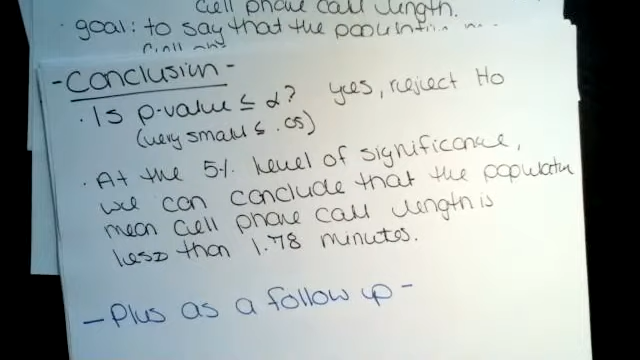 cell phone call length.
goal: to say that the population
- Conclusion -
· Is p-value ≤ α? yes, reject Ho
(very small ≤ .05)
· At the 5% level of significance,
we can conclude that the population
mean cell phone call length is
less than 1.78 minutes.
- Plus as a follow up -